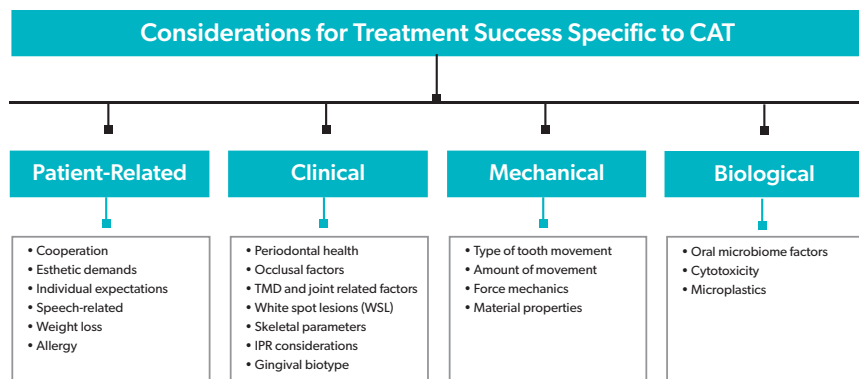 Considerations for Treatment Success Specific to CAT
Patient-Related
• Cooperation
• Esthetic demands
• Individual expectations
• Speech-related
• Weight loss
• Allergy
Clinical
• Periodontal health
• Occlusal factors
• TMD and joint related factors
• White spot lesions (WSL)
• Skeletal parameters
• IPR considerations
• Gingival biotype
Mechanical
• Type of tooth movement
• Amount of movement
• Force mechanics
• Material properties
Biological
• Oral microbiome factors
• Cytotoxicity
• Microplastics